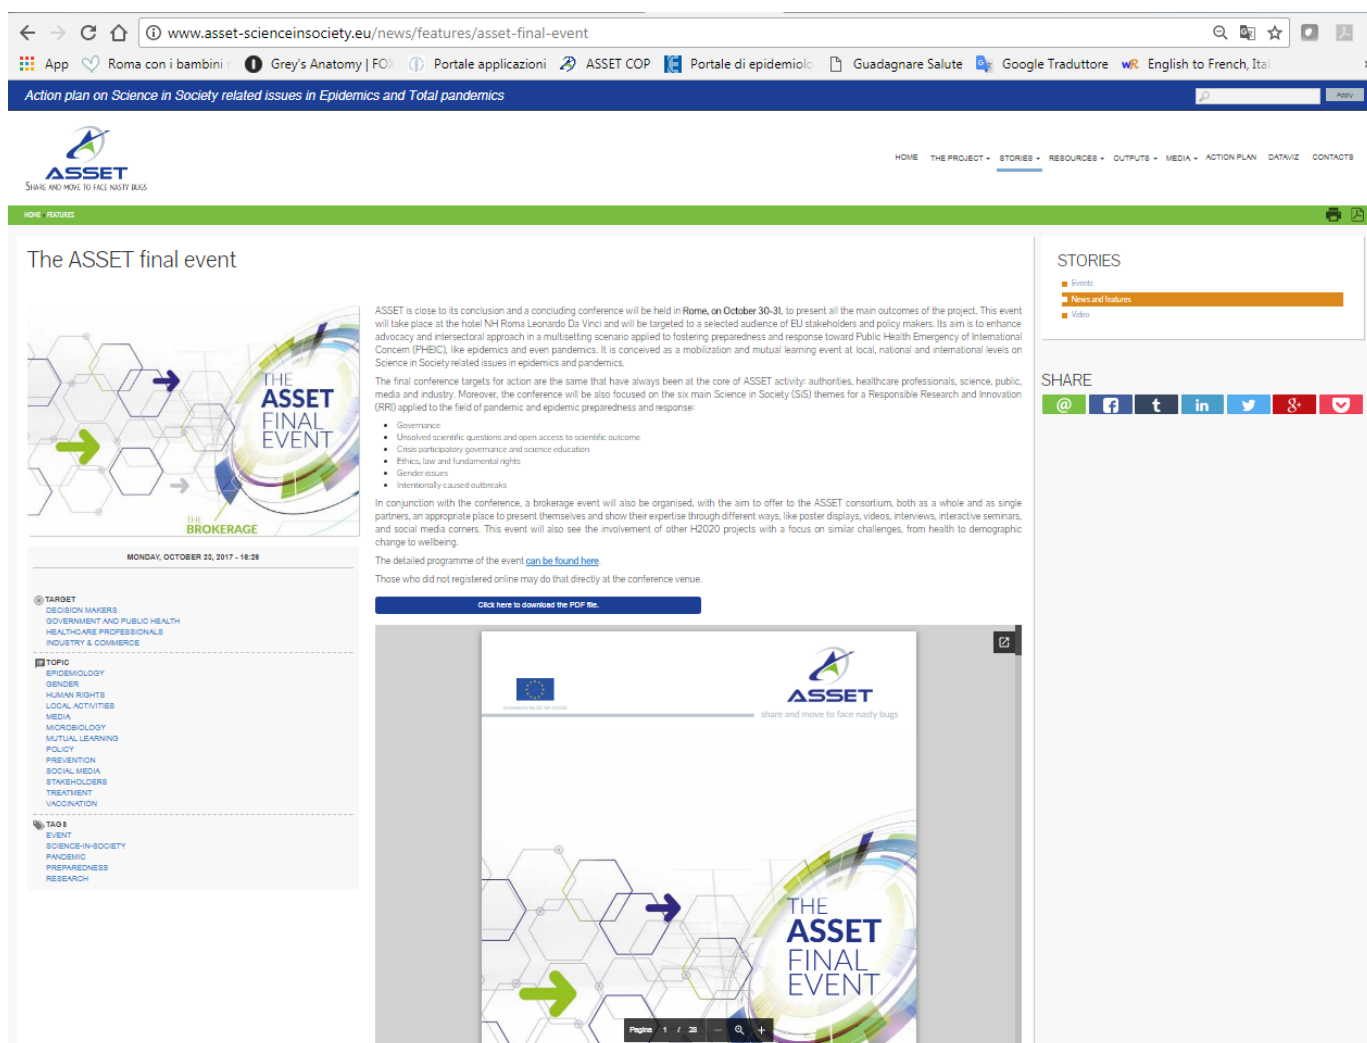 www.asset-scienceinsociety.eu/news/features/asset-final-event
App Roma con i bambini Grey's Anatomy | FOX Portale applicazioni ASSET COP Portale di epidemiolo Guadagnare Salute Google Traduttore wR English to French, Ital
Action plan on Science in Society related issues in Epidemics and Total pandemics
Apply
ASSET
SHARE AND MOVE TO FACE NASTY BUGS
HOME THE PROJECT STORIES RESOURCES OUTPUTS MEDIA ACTION PLAN DATAVIZ CONTACTS
HOME » FEATURES
The ASSET final event
THE
ASSET
FINAL
EVENT
THE
BROKERAGE
MONDAY, OCTOBER 23, 2017 - 16:26
TARGET
DECISION MAKERS
GOVERNMENT AND PUBLIC HEALTH
HEALTHCARE PROFESSIONALS
INDUSTRY & COMMERCE
TOPIC
EPIDEMIOLOGY
GENDER
HUMAN RIGHTS
LOCAL ACTIVITIES
MEDIA
MICROBIOLOGY
MUTUAL LEARNING
POLICY
PREVENTION
SOCIAL MEDIA
STAKEHOLDERS
TREATMENT
VACCINATION
TAGS
EVENT
SCIENCE-IN-SOCIETY
PANDEMIC
PREPAREDNESS
RESEARCH
ASSET is close to its conclusion and a concluding conference will be held in Rome, on October 30-31, to present all the main outcomes of the project. This event
will take place at the hotel NH Roma Leonardo Da Vinci and will be targeted to a selected audience of EU stakeholders and policy makers. Its aim is to enhance
advocacy and intersectoral approach in a multisetting scenario applied to fostering preparedness and response toward Public Health Emergency of International
Concern (PHEIC), like epidemics and even pandemics. It is conceived as a mobilization and mutual learning event at local, national and international levels on
Science in Society related issues in epidemics and pandemics.
The final conference targets for action are the same that have always been at the core of ASSET activity: authorities, healthcare professionals, science, public,
media and industry. Moreover, the conference will be also focused on the six main Science in Society (SiS) themes for a Responsible Research and Innovation
(RRI) applied to the field of pandemic and epidemic preparedness and response:
Governance
Unsolved scientific questions and open access to scientific outcome
Crisis participatory governance and science education
Ethics, law and fundamental rights
Gender issues
Intentionally caused outbreaks
In conjunction with the conference, a brokerage event will also be organised, with the aim to offer to the ASSET consortium, both as a whole and as single
partners, an appropriate place to present themselves and show their expertise through different ways, like poster displays, videos, interviews, interactive seminars,
and social media corners. This event will also see the involvement of other H2020 projects with a focus on similar challenges, from health to demographic
change to wellbeing.
The detailed programme of the event can be found here.
Those who did not registered online may do that directly at the conference venue.
Click here to download the PDF file.
ASSET
share and move to face nasty bugs
THE
ASSET
FINAL
EVENT
Pagina 1 / 28
STORIES
Events
News and features
Video
SHARE